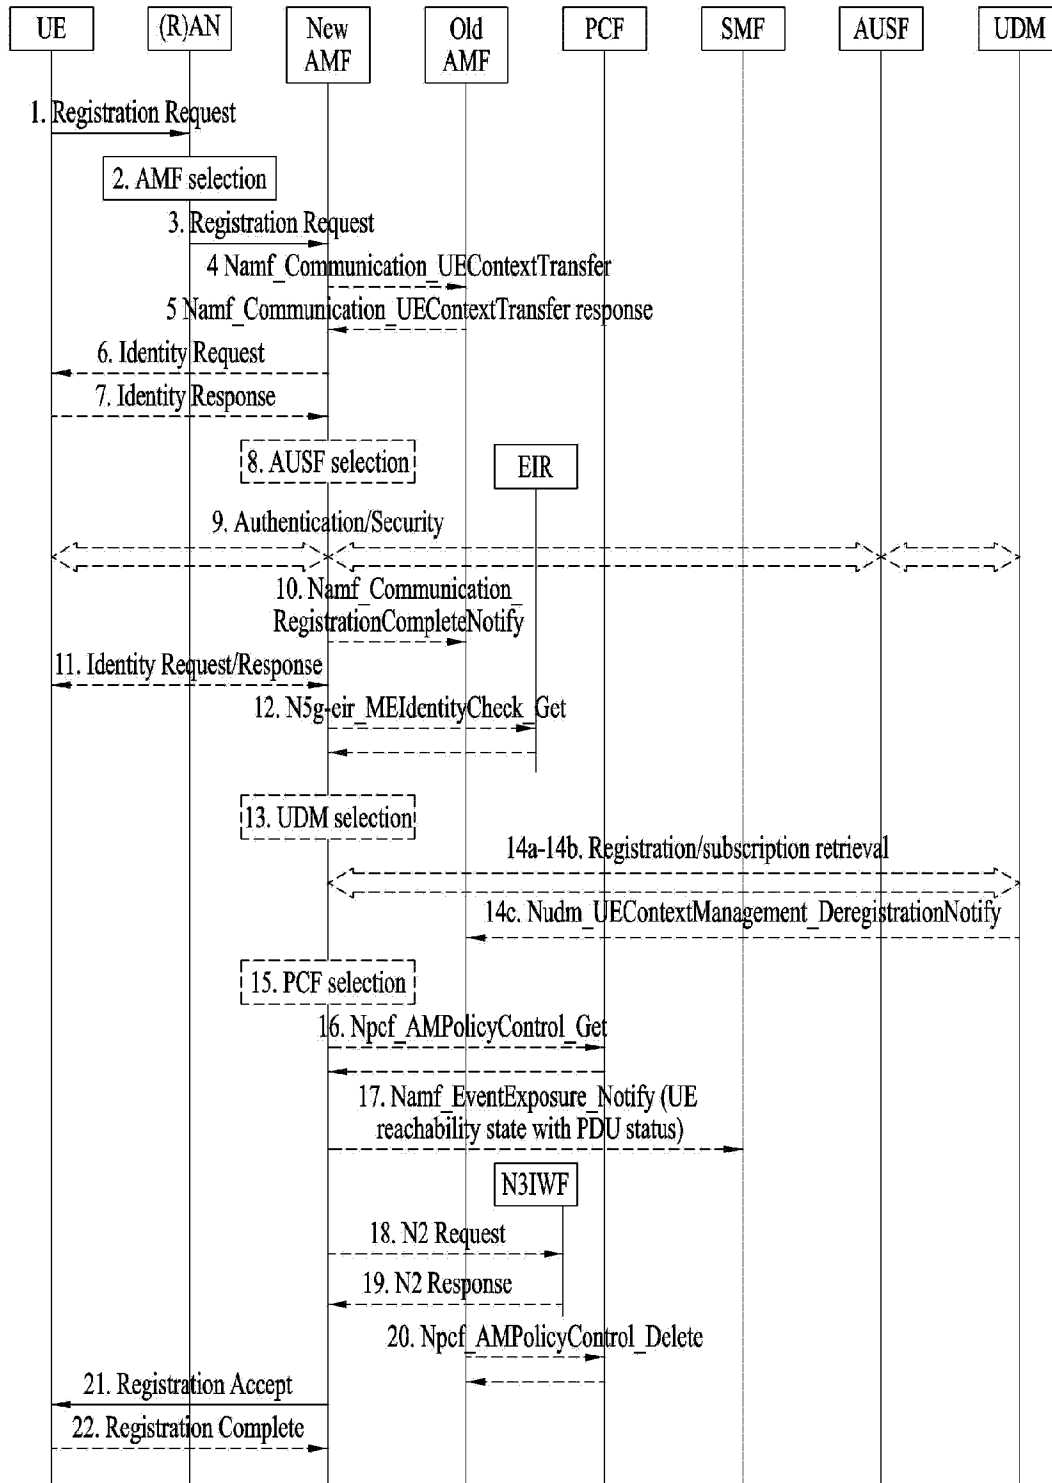 UE
(R)AN
New
AMF
Old
AMF
PCF
SMF
AUSF
UDM
1. Registration Request
2. AMF selection
3. Registration Request
4 Namf_Communication_UEContextTransfer
5 Namf_Communication_UEContextTransfer response
6. Identity Request
7. Identity Response
8. AUSF selection
EIR
9. Authentication/Security
10. Namf_Communication_
RegistrationCompleteNotify
11. Identity Request/Response
12. N5g-eir_MEIdentityCheck_Get
13. UDM selection
14a-14b. Registration/subscription retrieval
14c. Nudm_UEContextManagement_DeregistrationNotify
15. PCF selection
16. Npcf_AMPolicyControl_Get
17. Namf_EventExposure_Notify (UE
reachability state with PDU status)
N3IWF
18. N2 Request
19. N2 Response
20. Npcf_AMPolicyControl_Delete
21. Registration Accept
22. Registration Complete